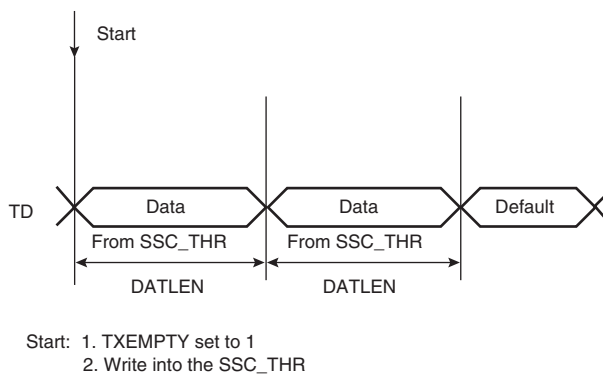 Start
TD
Data
Data
Default
From SSC_THR
From SSC_THR
DATLEN
DATLEN
Start: 1. TXEMPTY set to 1
2. Write into the SSC_THR